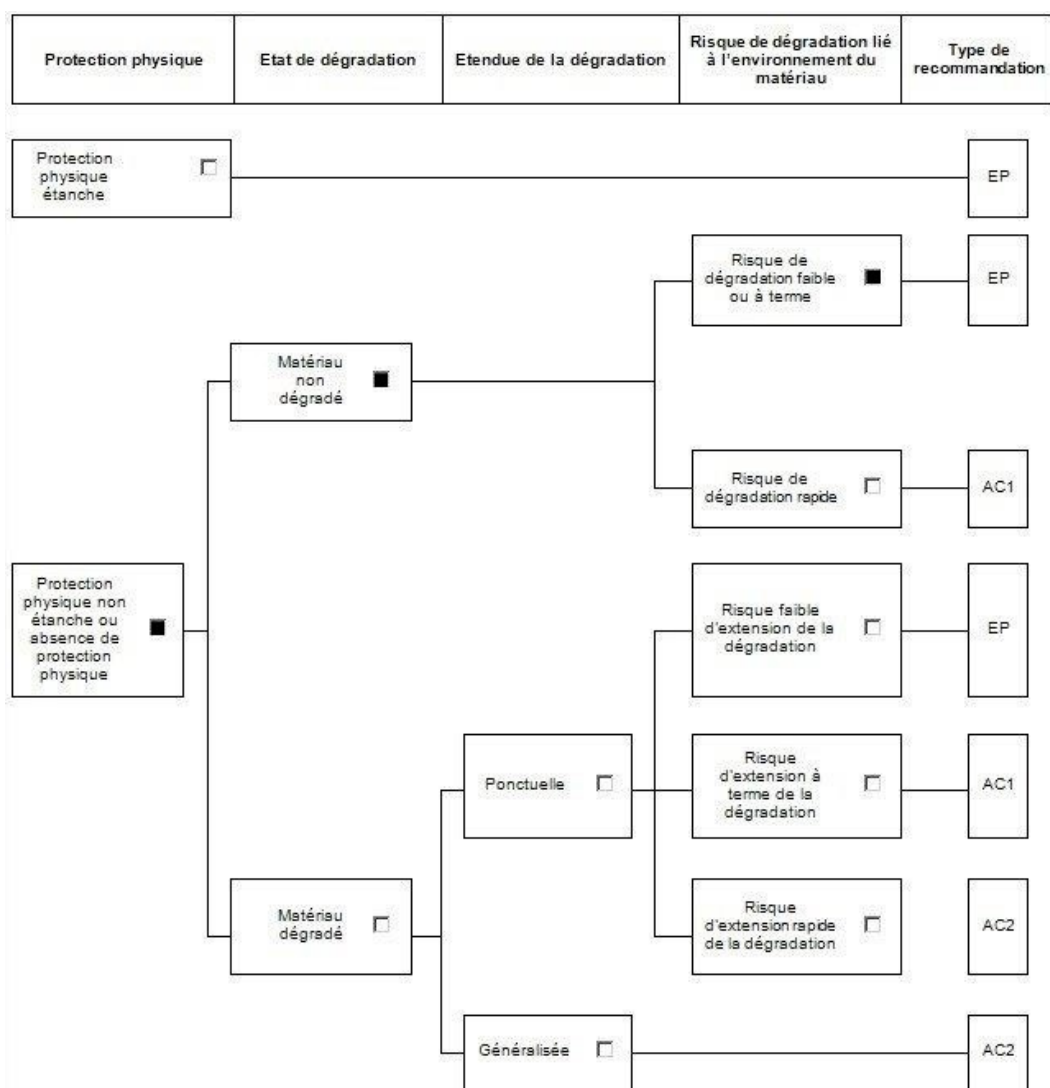 Protection physique
Etat de dégradation
Etendue de la dégradation
Risque de dégradation lié
à l'environnement du
matériau
Type de
recommandation
Protection
physique
étanche
EP
Risque de
dégradation faible
ou à terme
EP
Matériau
non
dégradé
Risque de
dégradation rapide
AC1
Protection
physique non
étanche ou
absence de
protection
physique
Risque faible
d'extension de la
dégradation
EP
Ponctuelle
Risque
d'extension à
terme de la
dégradation
AC1
Matériau
dégradé
Risque
d'extension rapide
de la dégradation
AC2
Généralisée
AC2